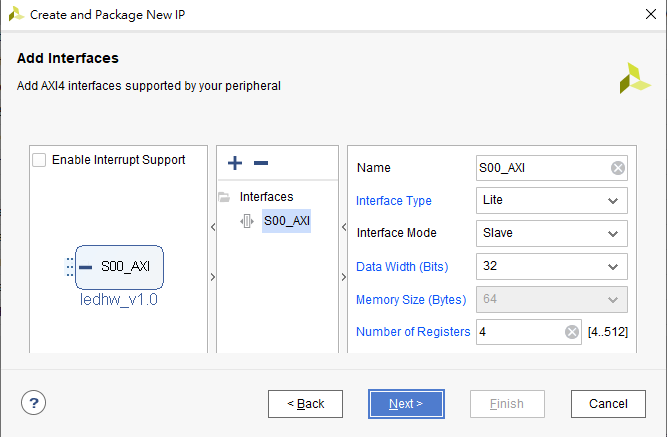 Create and Package New IP
Add Interfaces
Add AXI4 interfaces supported by your peripheral
Enable Interrupt Support
S00_AXI
ledhw_v1.0
Interfaces
S00_AXI
Name
S00_AXI
Interface Type
Lite
Interface Mode
Slave
Data Width (Bits)
32
Memory Size (Bytes)
64
Number of Registers
4
[4..512]
?
< Back
Next >
Finish
Cancel